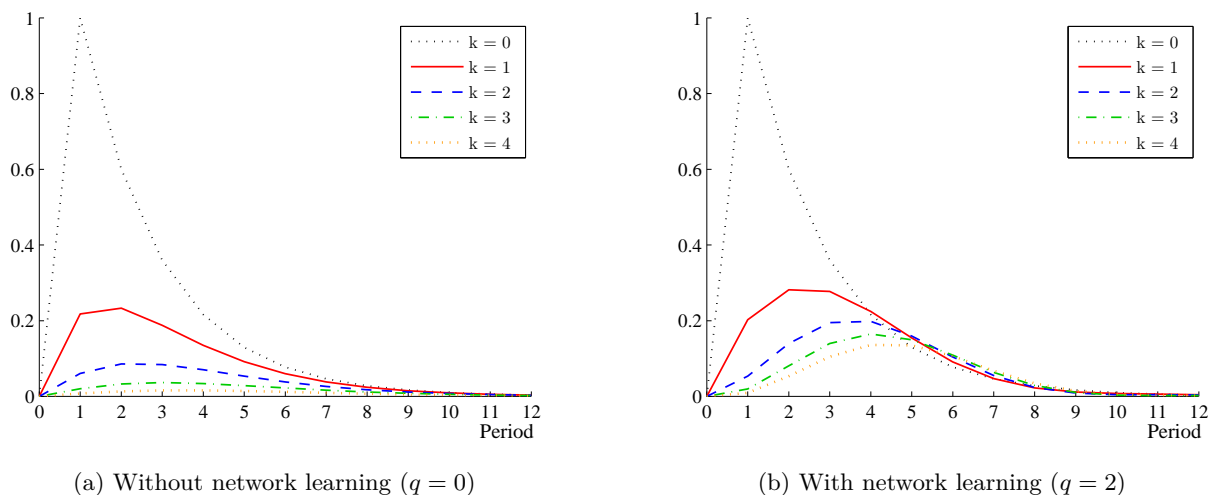 1
0.8
0.6
0.4
0.2
0
0 1 2 3 4 5 6 7 8 9 10 11 12
Period
k = 0
k = 1
k = 2
k = 3
k = 4
(a) Without network learning (q = 0)
1
0.8
0.6
0.4
0.2
0
0 1 2 3 4 5 6 7 8 9 10 11 12
Period
k = 0
k = 1
k = 2
k = 3
k = 4
(b) With network learning (q = 2)